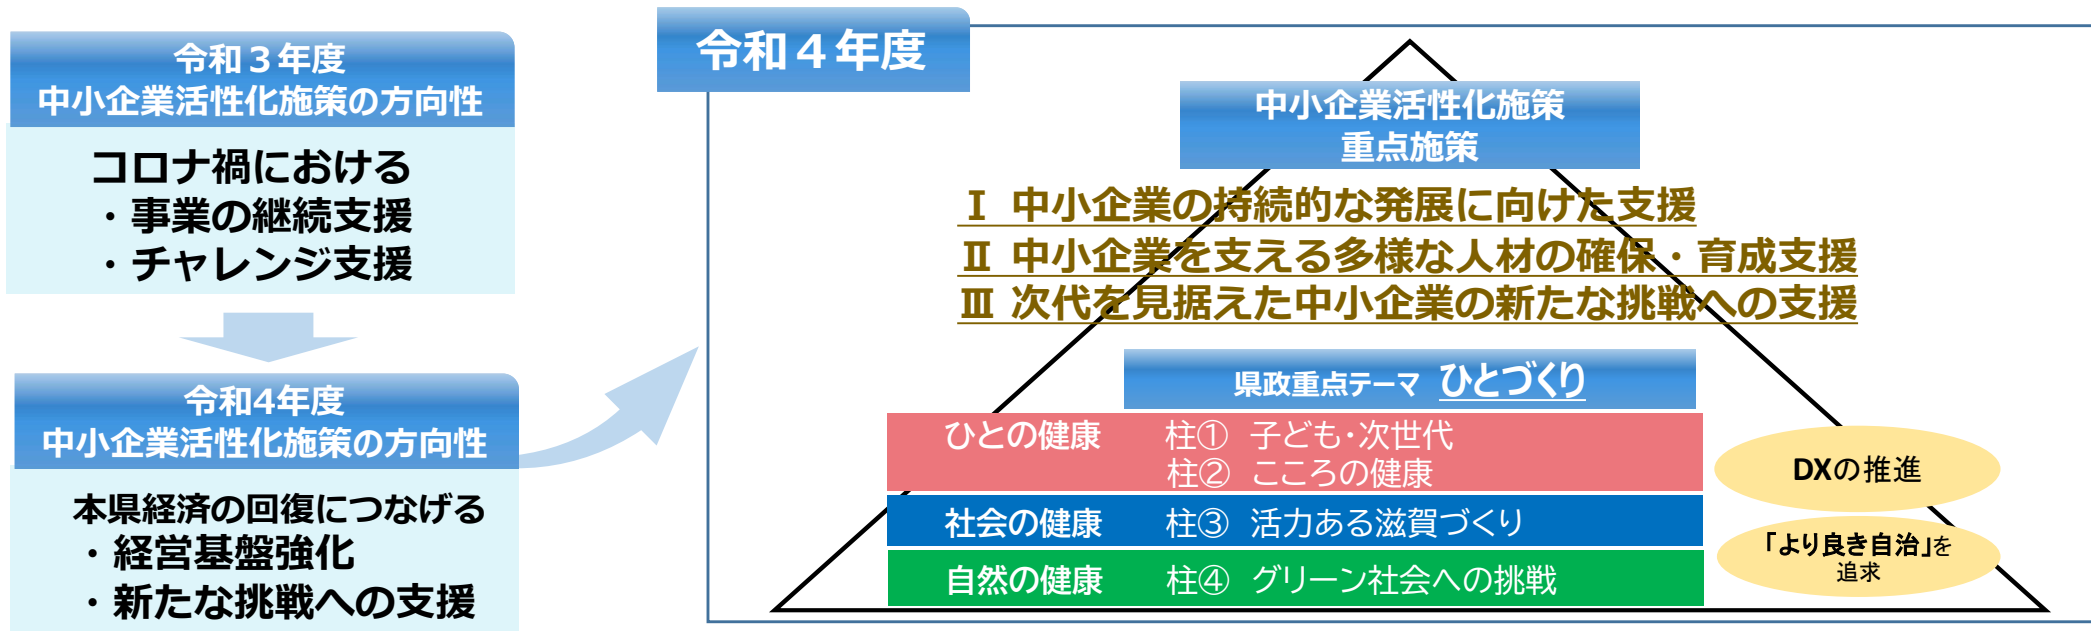 令和３年度
中小企業活性化施策の方向性
コロナ禍における
・事業の継続支援
・チャレンジ支援
令和4年度
中小企業活性化施策の方向性
本県経済の回復につなげる
・経営基盤強化
・新たな挑戦への支援
令和４年度
中小企業活性化施策
重点施策
Ⅰ 中小企業の持続的な発展に向けた支援
Ⅱ 中小企業を支える多様な人材の確保・育成支援
Ⅲ 次代を見据えた中小企業の新たな挑戦への支援
県政重点テーマ ひとづくり
ひとの健康 柱① 子ども・次世代
柱② こころの健康
社会の健康 柱③ 活力ある滋賀づくり
自然の健康 柱④ グリーン社会への挑戦
DXの推進
「より良き自治」を
追求